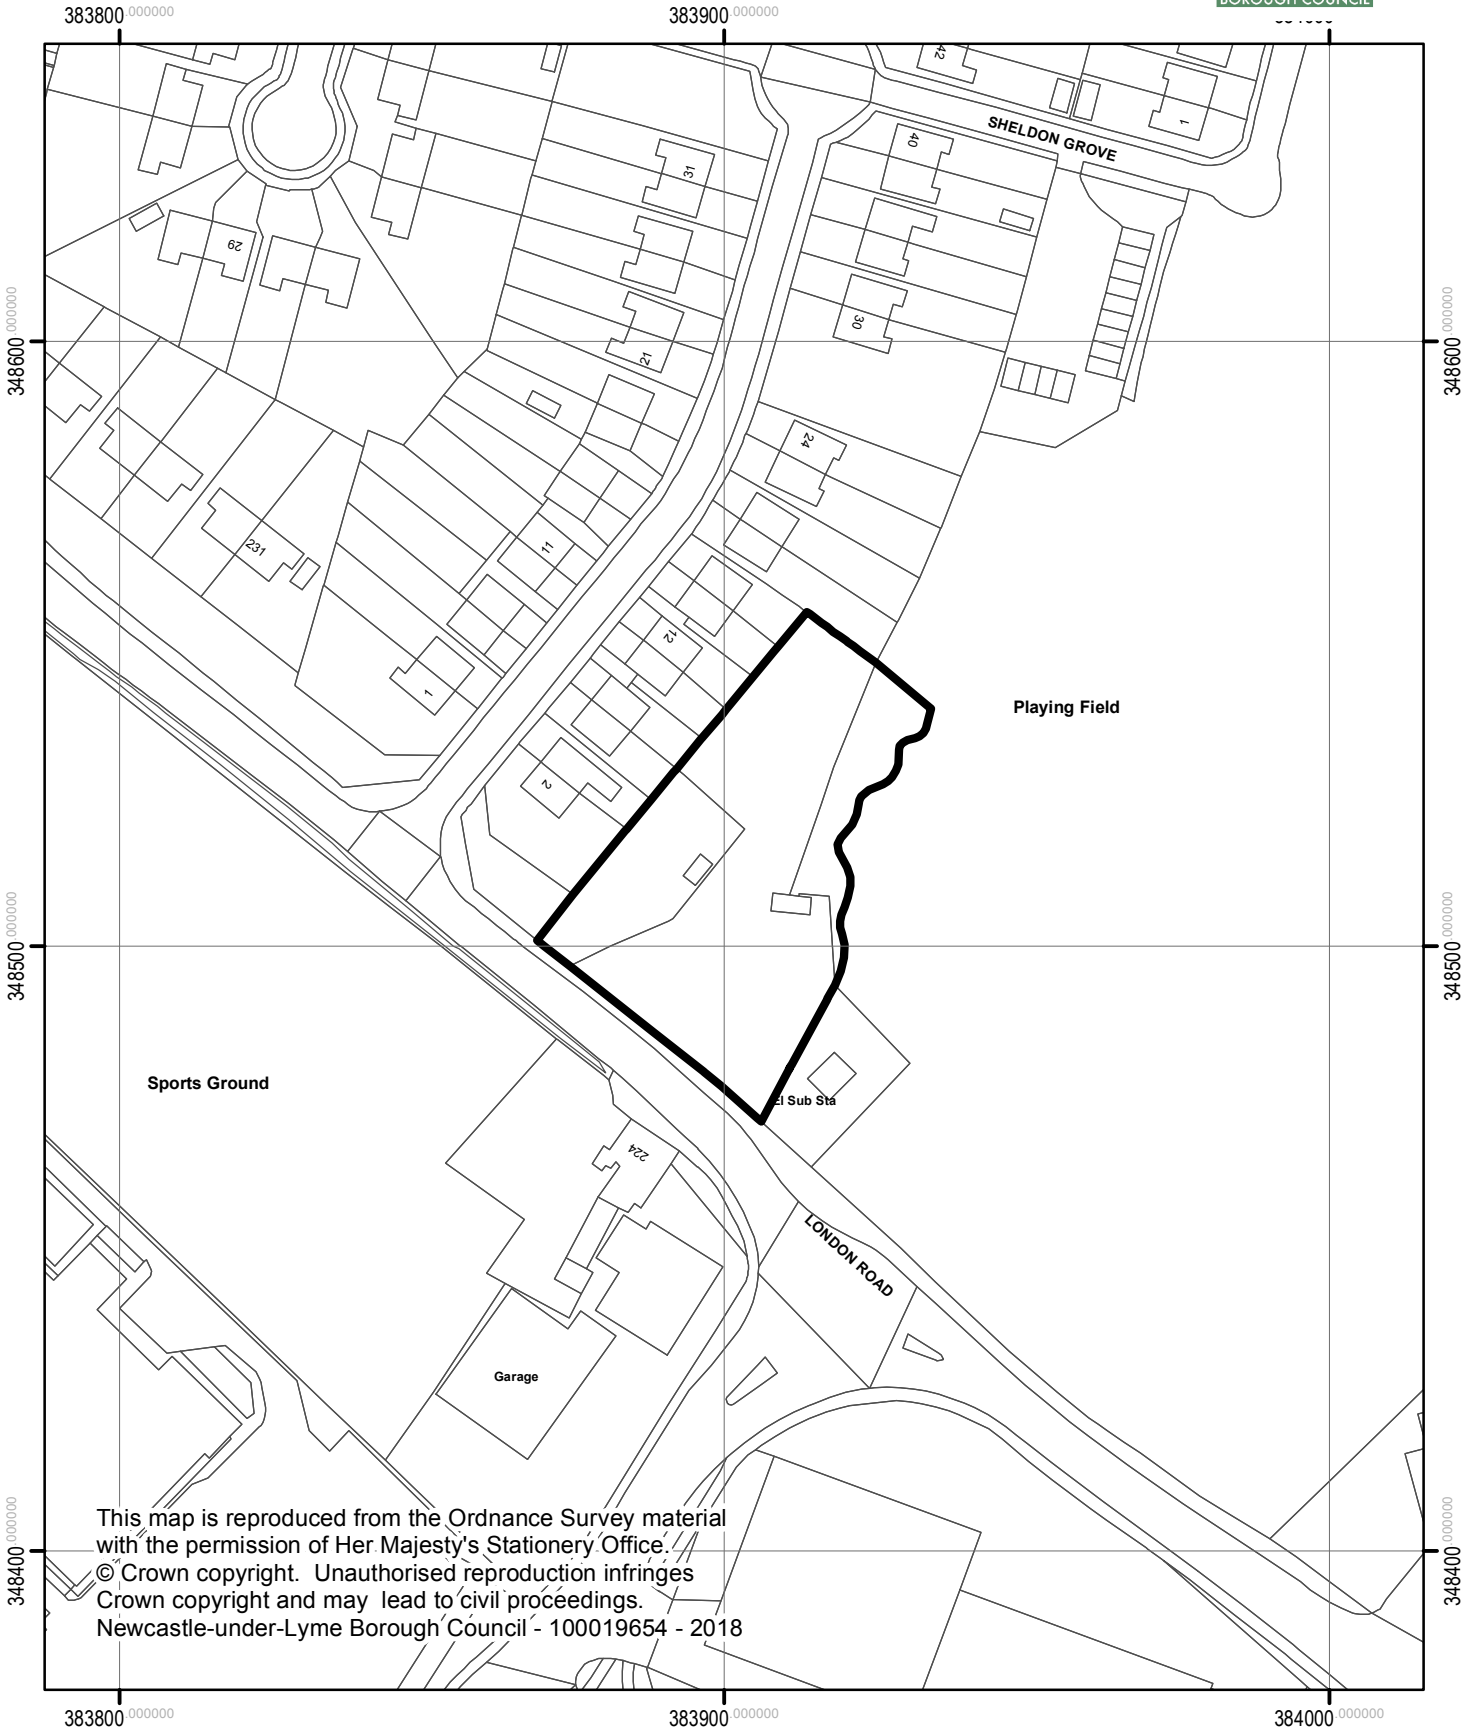 BOROUGH COUNCIL
383800.000000
383900.000000
42
1
SHELDON GROVE
40
31
29
30
348600.000000
348600.000000
21
24
231
11
12
1
Playing Field
2
348500.000000
348500.000000
Sports Ground
El Sub Sta
224
LONDON ROAD
Garage
348400.000000
348400.000000
This map is reproduced from the Ordnance Survey material
with the permission of Her Majesty's Stationery Office.
© Crown copyright. Unauthorised reproduction infringes
Crown copyright and may lead to civil proceedings.
Newcastle-under-Lyme Borough Council - 100019654 - 2018
383800.000000
383900.000000
384000.000000